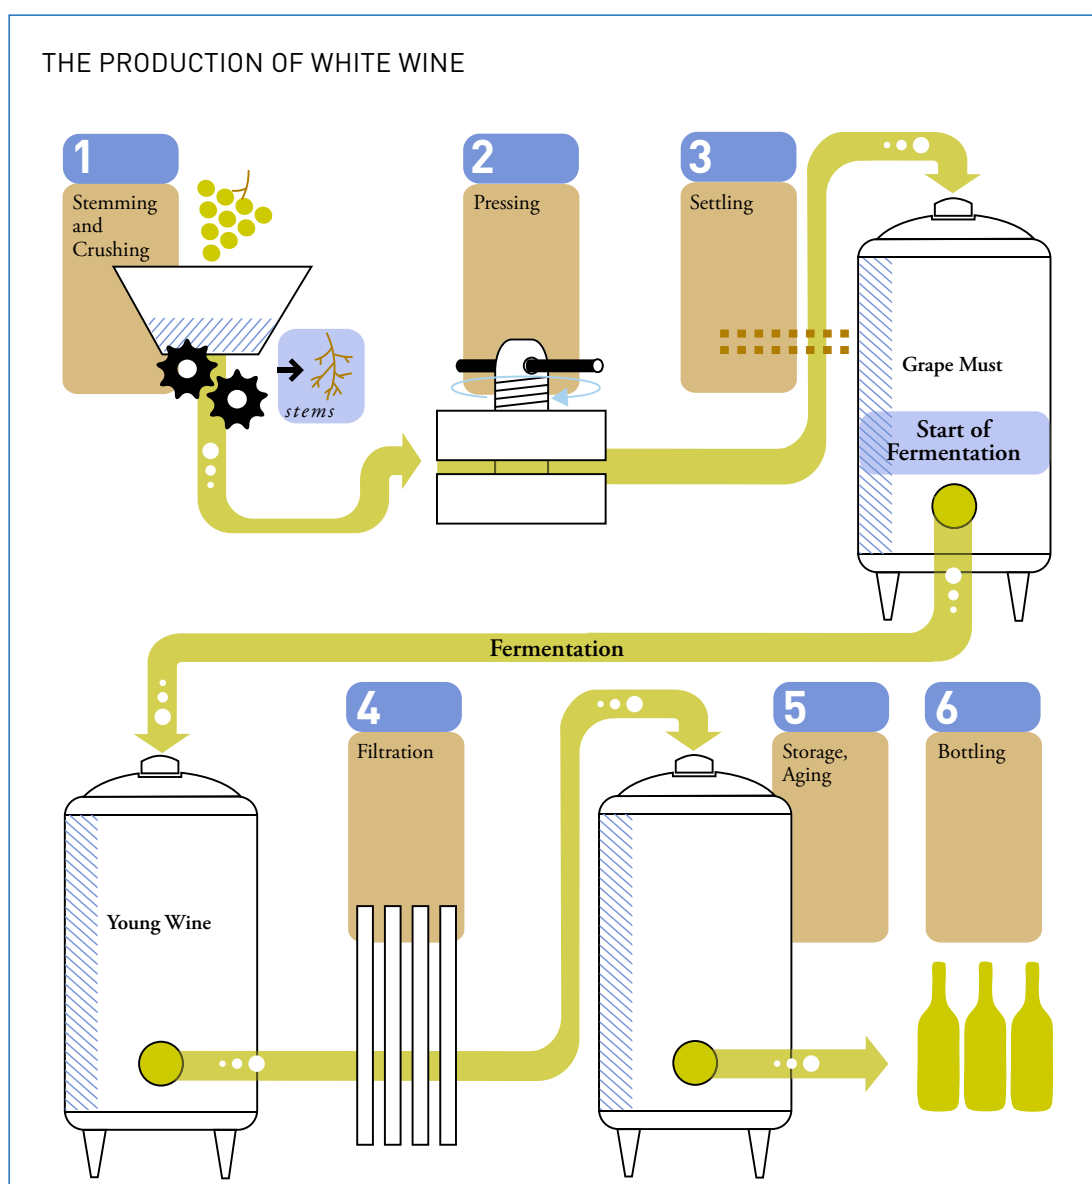 THE PRODUCTION OF WHITE WINE
1
Stemming
and
Crushing
stems
2
Pressing
3
Settling
Grape Must
Start of
Fermentation
Fermentation
Young Wine
4
Filtration
5
Storage,
Aging
6
Bottling